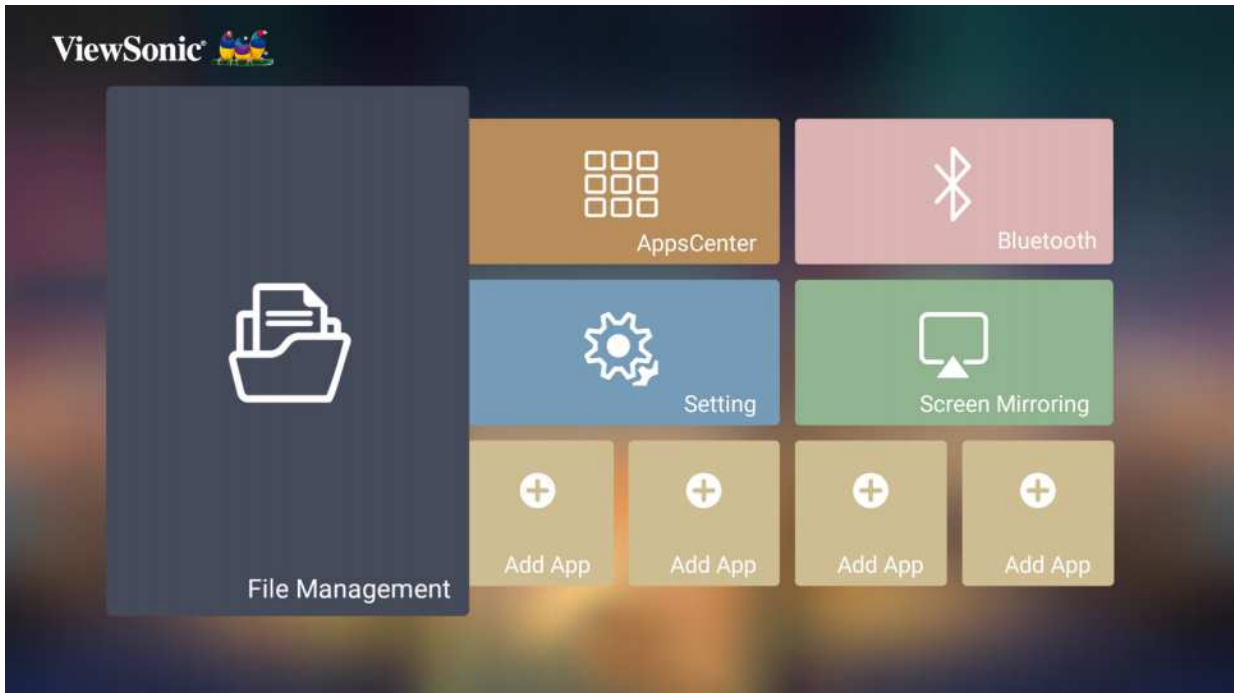 ViewSonic®
AppsCenter
Bluetooth
Setting
Screen Mirroring
Add App
Add App
Add App
Add App
File Management